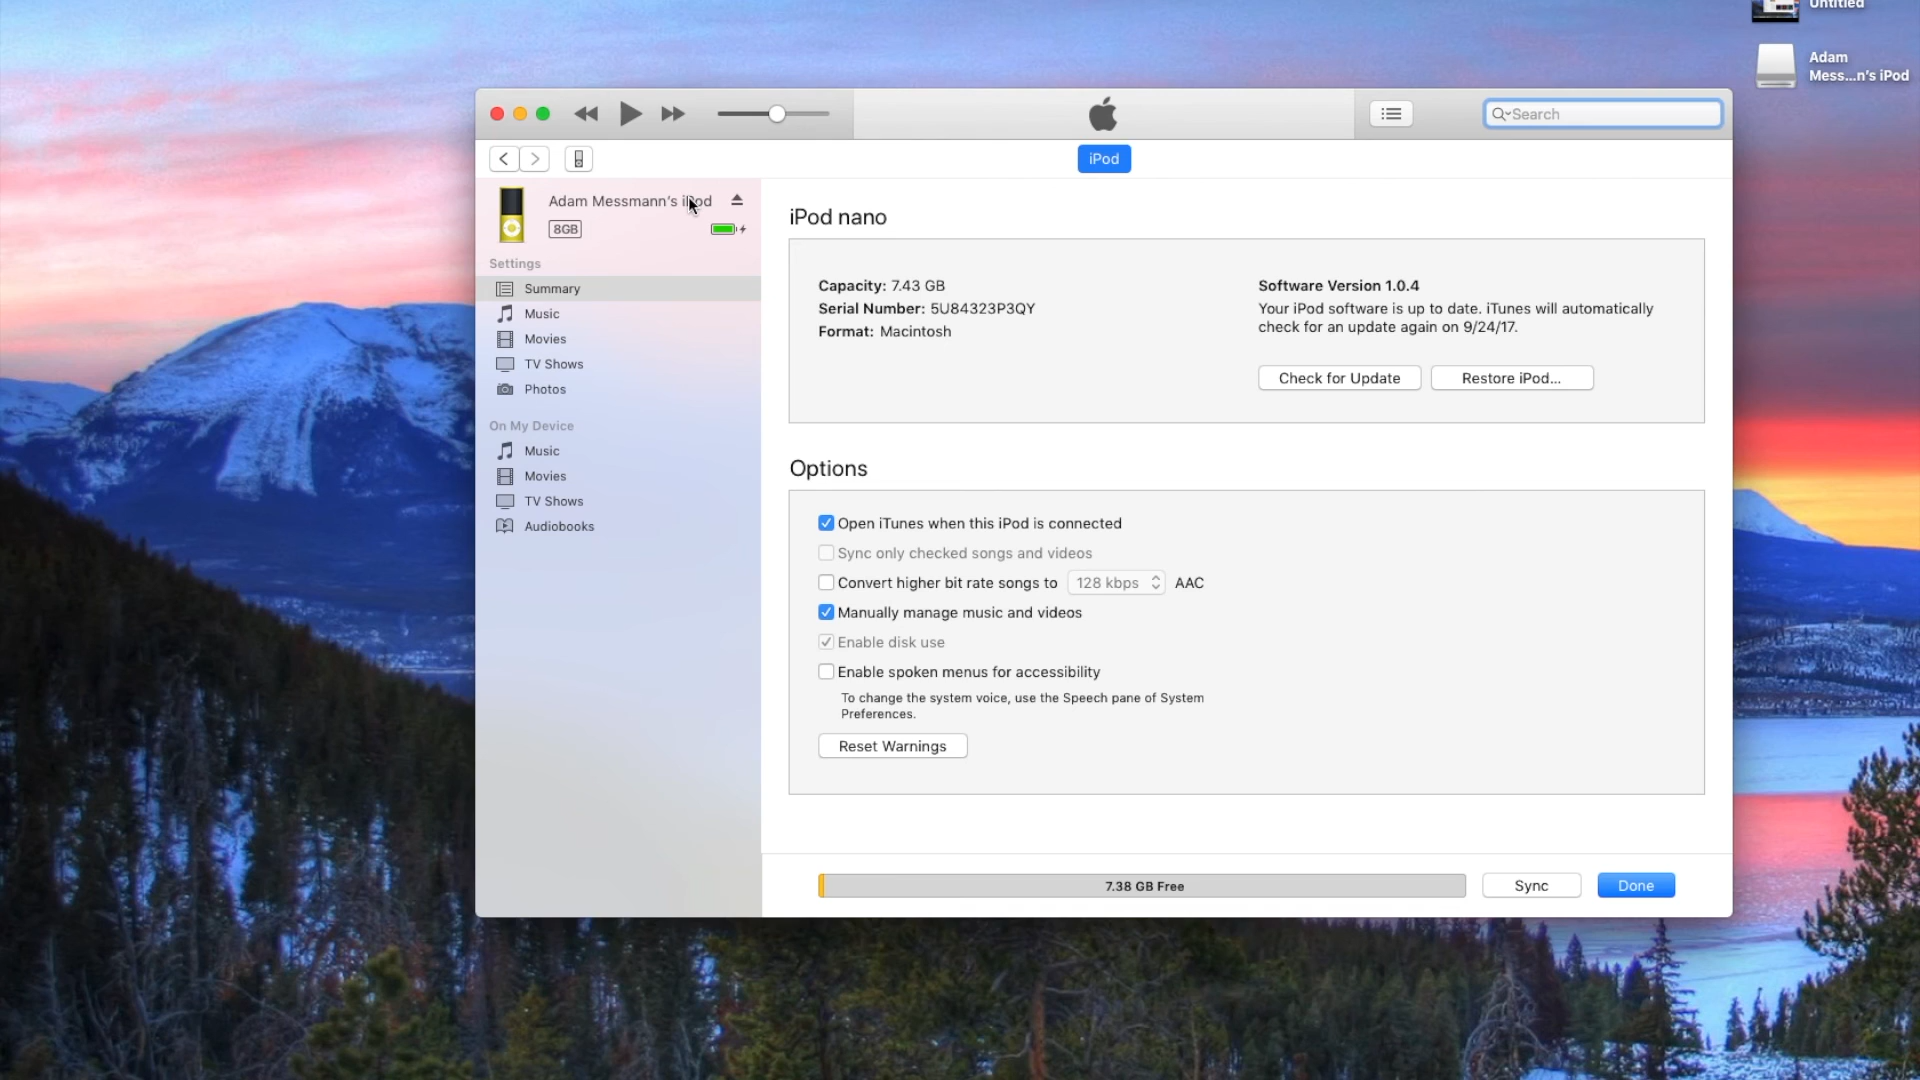 Untitled
Adam
Mess...n's iPod
Search
iPod
Adam Messmann's iPod
8GB
Settings
Summary
Music
Movies
TV Shows
Photos
On My Device
Music
Movies
TV Shows
Audiobooks
iPod nano
Capacity: 7.43 GB
Serial Number: 5U84323P3QY
Format: Macintosh
Software Version 1.0.4
Your iPod software is up to date. iTunes will automatically
check for an update again on 9/24/17.
Check for Update
Restore iPod...
Options
Open iTunes when this iPod is connected
Sync only checked songs and videos
Convert higher bit rate songs to 128 kbps AAC
Manually manage music and videos
Enable disk use
Enable spoken menus for accessibility
To change the system voice, use the Speech pane of System
Preferences.
Reset Warnings
7.38 GB Free
Sync
Done